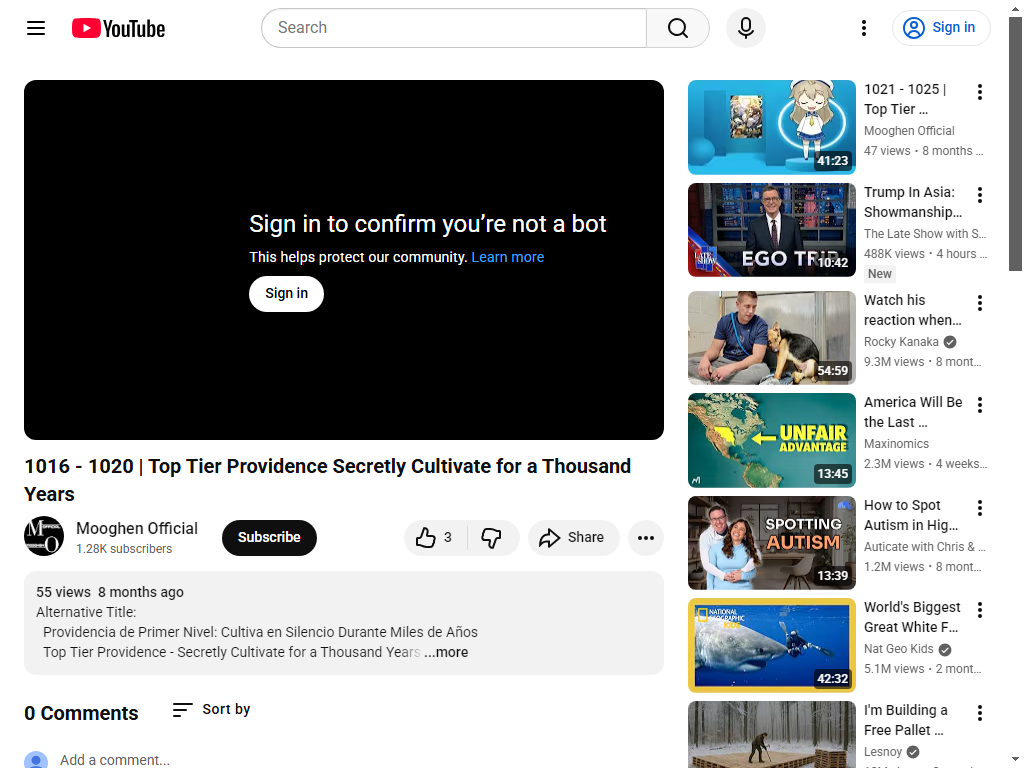 YouTube
Search
Sign in
Sign in to confirm you're not a bot
This helps protect our community. Learn more
Sign in
1016 - 1020 | Top Tier Providence Secretly Cultivate for a Thousand
Years
Mooghen Official
1.28K subscribers
Subscribe
3
Share
55 views  8 months ago
Alternative Title:
Providencia de Primer Nivel: Cultiva en Silencio Durante Miles de Años
Top Tier Providence - Secretly Cultivate for a Thousand Years ...more
0 Comments
Sort by
Add a comment...
41:23
1021 - 1025 |
Top Tier ...
Mooghen Official
47 views • 8 months ...
LATE SHOW
EGO TRIP
10:42
Trump In Asia:
Showmanship...
The Late Show with S...
488K views • 4 hours ...
New
54:59
Watch his
reaction when...
Rocky Kanaka
9.3M views • 8 mont...
UNFAIR
ADVANTAGE
13:45
America Will Be
the Last ...
Maxinomics
2.3M views • 4 weeks...
SPOTTING
AUTISM
13:39
How to Spot
Autism in Hig...
Auticate with Chris & ...
1.2M views • 8 mont...
NATIONAL
GEOGRAPHIC
KiDS
42:32
World's Biggest
Great White F...
Nat Geo Kids
5.1M views • 2 mont...
I'm Building a
Free Pallet ...
Lesnoy